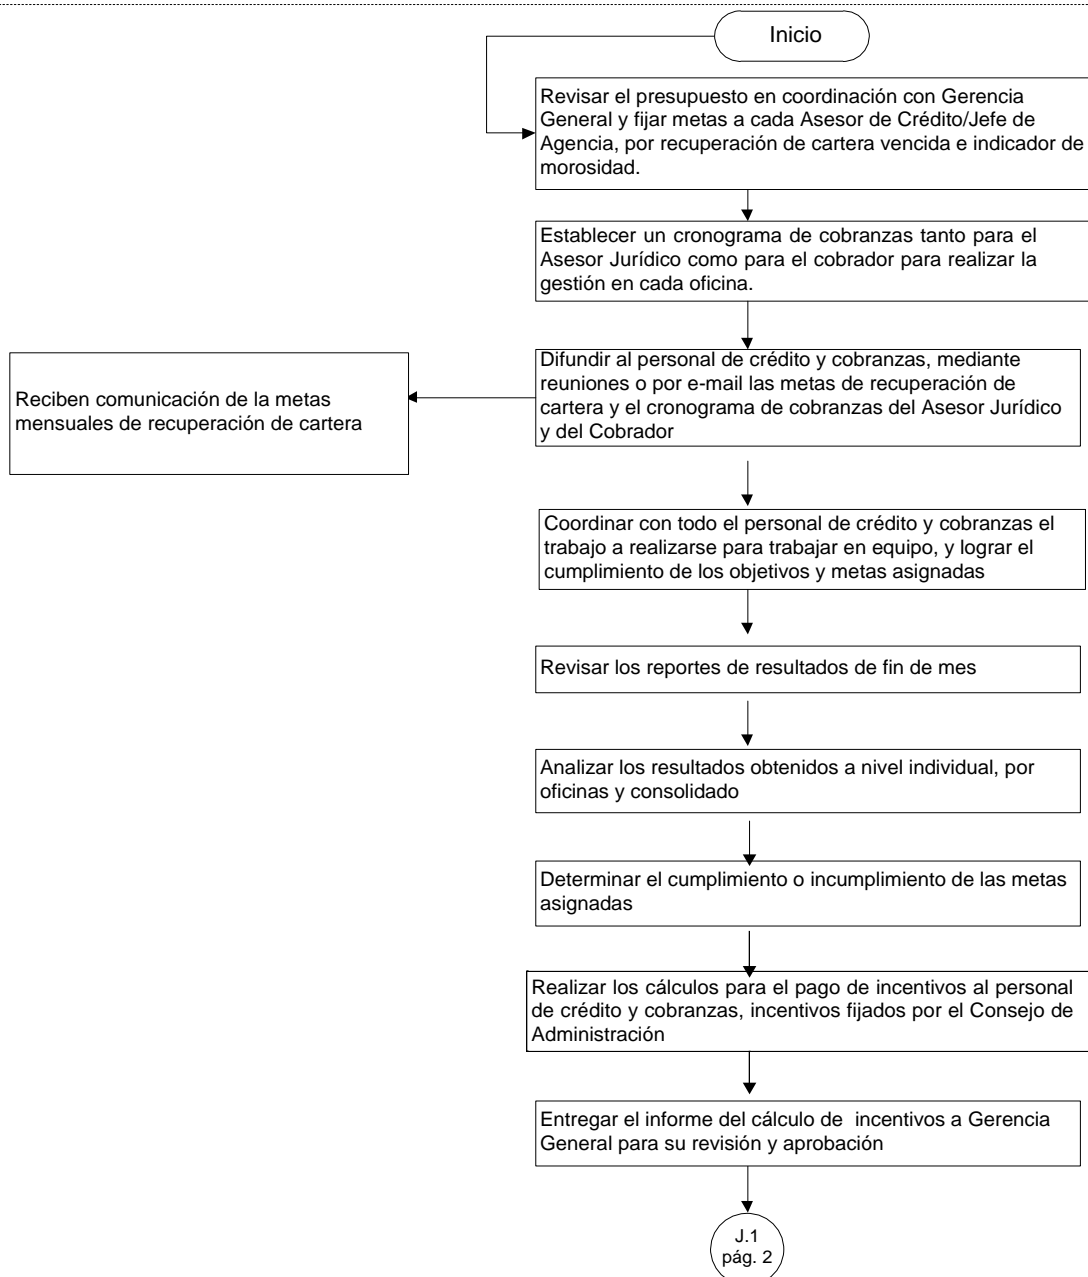 Inicio
Revisar el presupuesto en coordinación con Gerencia
General y fijar metas a cada Asesor de Crédito/Jefe de
Agencia, por recuperación de cartera vencida e indicador de
morosidad.
Establecer un cronograma de cobranzas tanto para el
Asesor Jurídico como para el cobrador para realizar la
gestión en cada oficina.
Difundir al personal de crédito y cobranzas, mediante
reuniones o por e-mail las metas de recuperación de
cartera y el cronograma de cobranzas del Asesor Jurídico
y del Cobrador
Reciben comunicación de la metas
mensuales de recuperación de cartera
Coordinar con todo el personal de crédito y cobranzas el
trabajo a realizarse para trabajar en equipo, y lograr el
cumplimiento de los objetivos y metas asignadas
Revisar los reportes de resultados de fin de mes
Analizar los resultados obtenidos a nivel individual, por
oficinas y consolidado
Determinar el cumplimiento o incumplimiento de las metas
asignadas
Realizar los cálculos para el pago de incentivos al personal
de crédito y cobranzas, incentivos fijados por el Consejo de
Administración
Entregar el informe del cálculo de incentivos a Gerencia
General para su revisión y aprobación
J.1
pág. 2